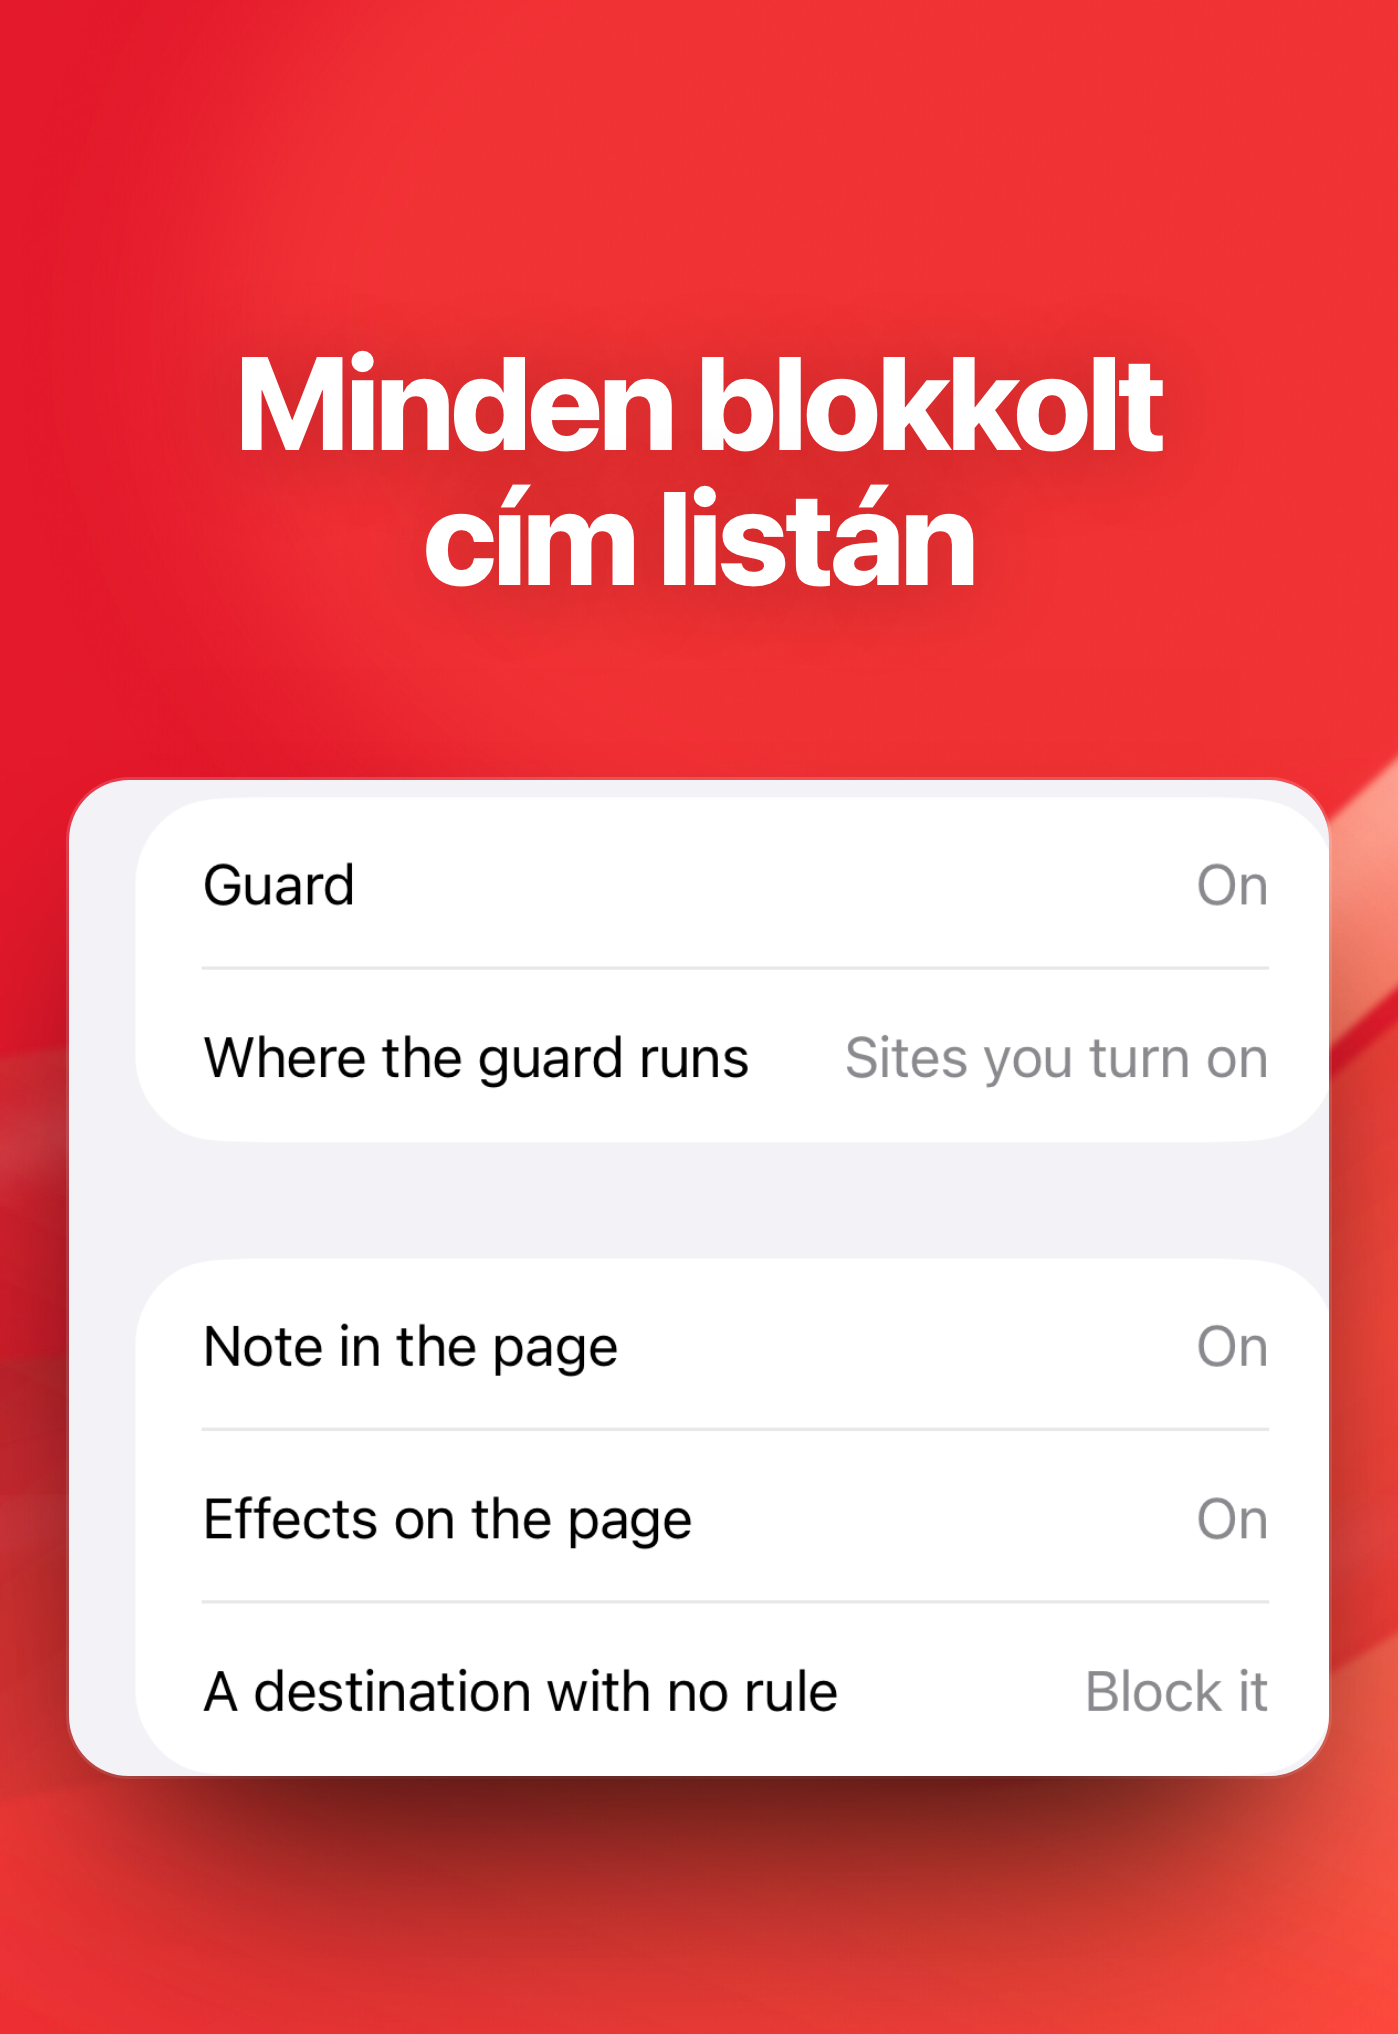 Minden blokkolt
cím listán
Guard On
Where the guard runs Sites you turn on
Note in the page On
Effects on the page On
A destination with no rule Block it